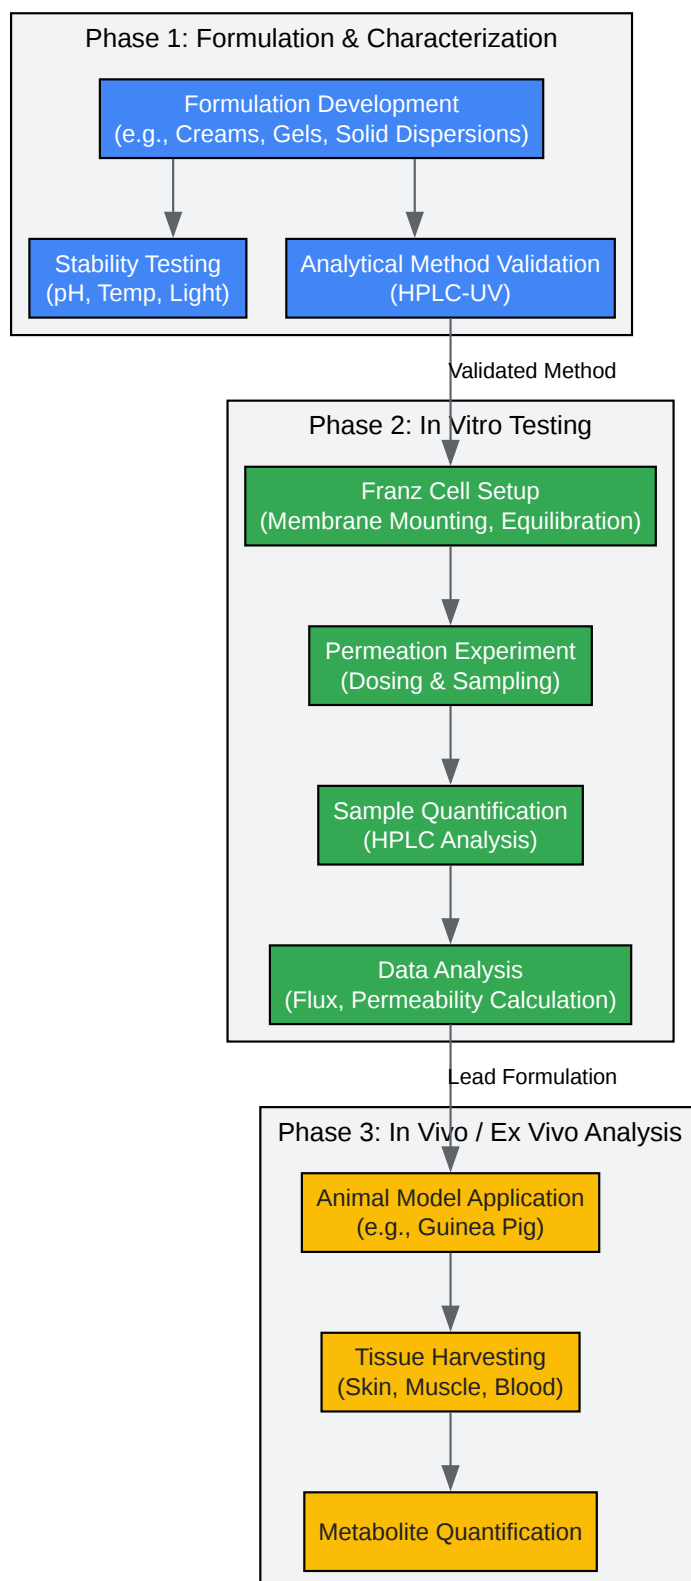 Phase 1: Formulation & Characterization
Formulation Development
(e.g., Creams, Gels, Solid Dispersions)
Stability Testing
(pH, Temp, Light)
Analytical Method Validation
(HPLC-UV)
Validated Method
Phase 2: In Vitro Testing
Franz Cell Setup
(Membrane Mounting, Equilibration)
Permeation Experiment
(Dosing & Sampling)
Sample Quantification
(HPLC Analysis)
Data Analysis
(Flux, Permeability Calculation)
Lead Formulation
Phase 3: In Vivo / Ex Vivo Analysis
Animal Model Application
(e.g., Guinea Pig)
Tissue Harvesting
(Skin, Muscle, Blood)
Metabolite Quantification